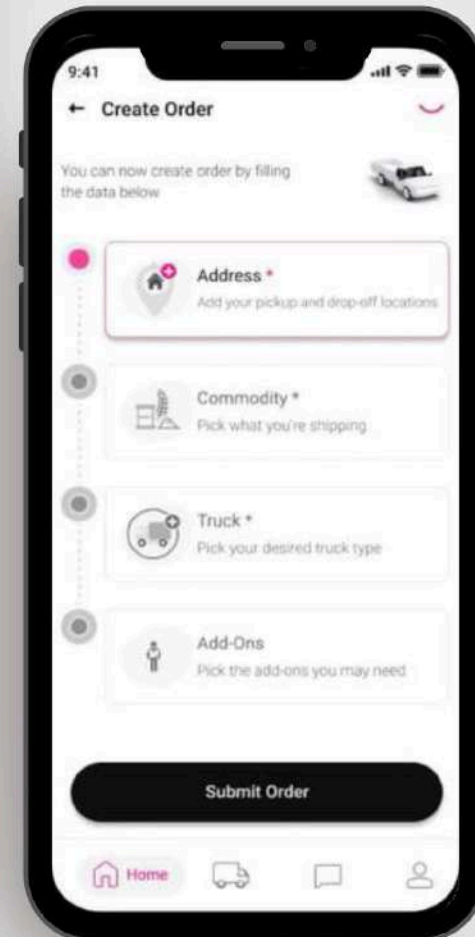 9:41
Create Order
You can now create order by filling
the data below
Address *
Add your pickup and drop-off locations
Commodity *
Pick what you're shipping
Truck *
Pick your desired truck type
Add-Ons
Pick the add-ons you may need
Submit Order
Home